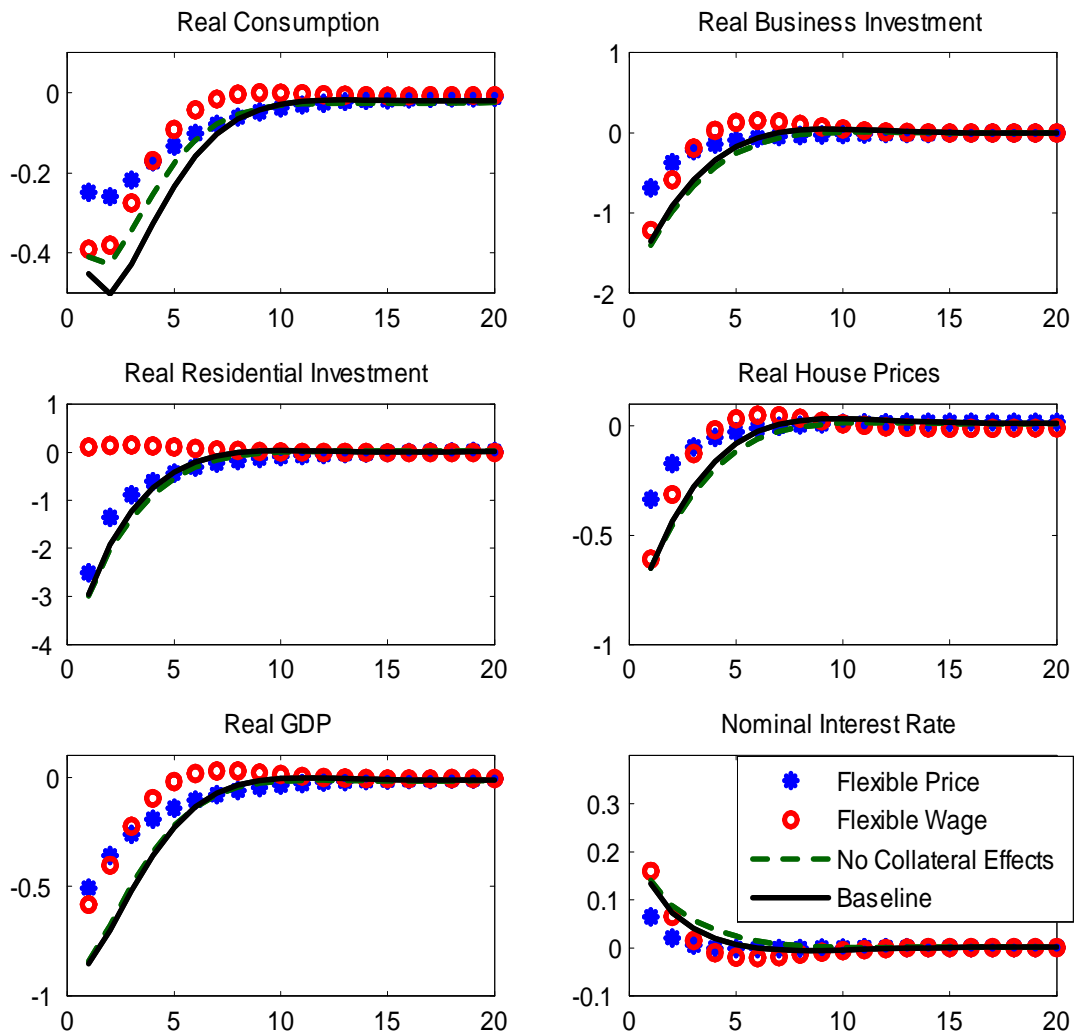 Real Consumption
0
-0.2
-0.4
0 5 10 15 20
Real Business Investment
1
0
-1
-2
0 5 10 15 20
Real Residential Investment
1
0
-1
-2
-3
-4
0 5 10 15 20
Real House Prices
0
-0.5
-1
0 5 10 15 20
Real GDP
0
-0.5
-1
0 5 10 15 20
Nominal Interest Rate
0.3
0.2
0.1
0
-0.1
0 5 10 15 20
Flexible Price
Flexible Wage
No Collateral Effects
Baseline